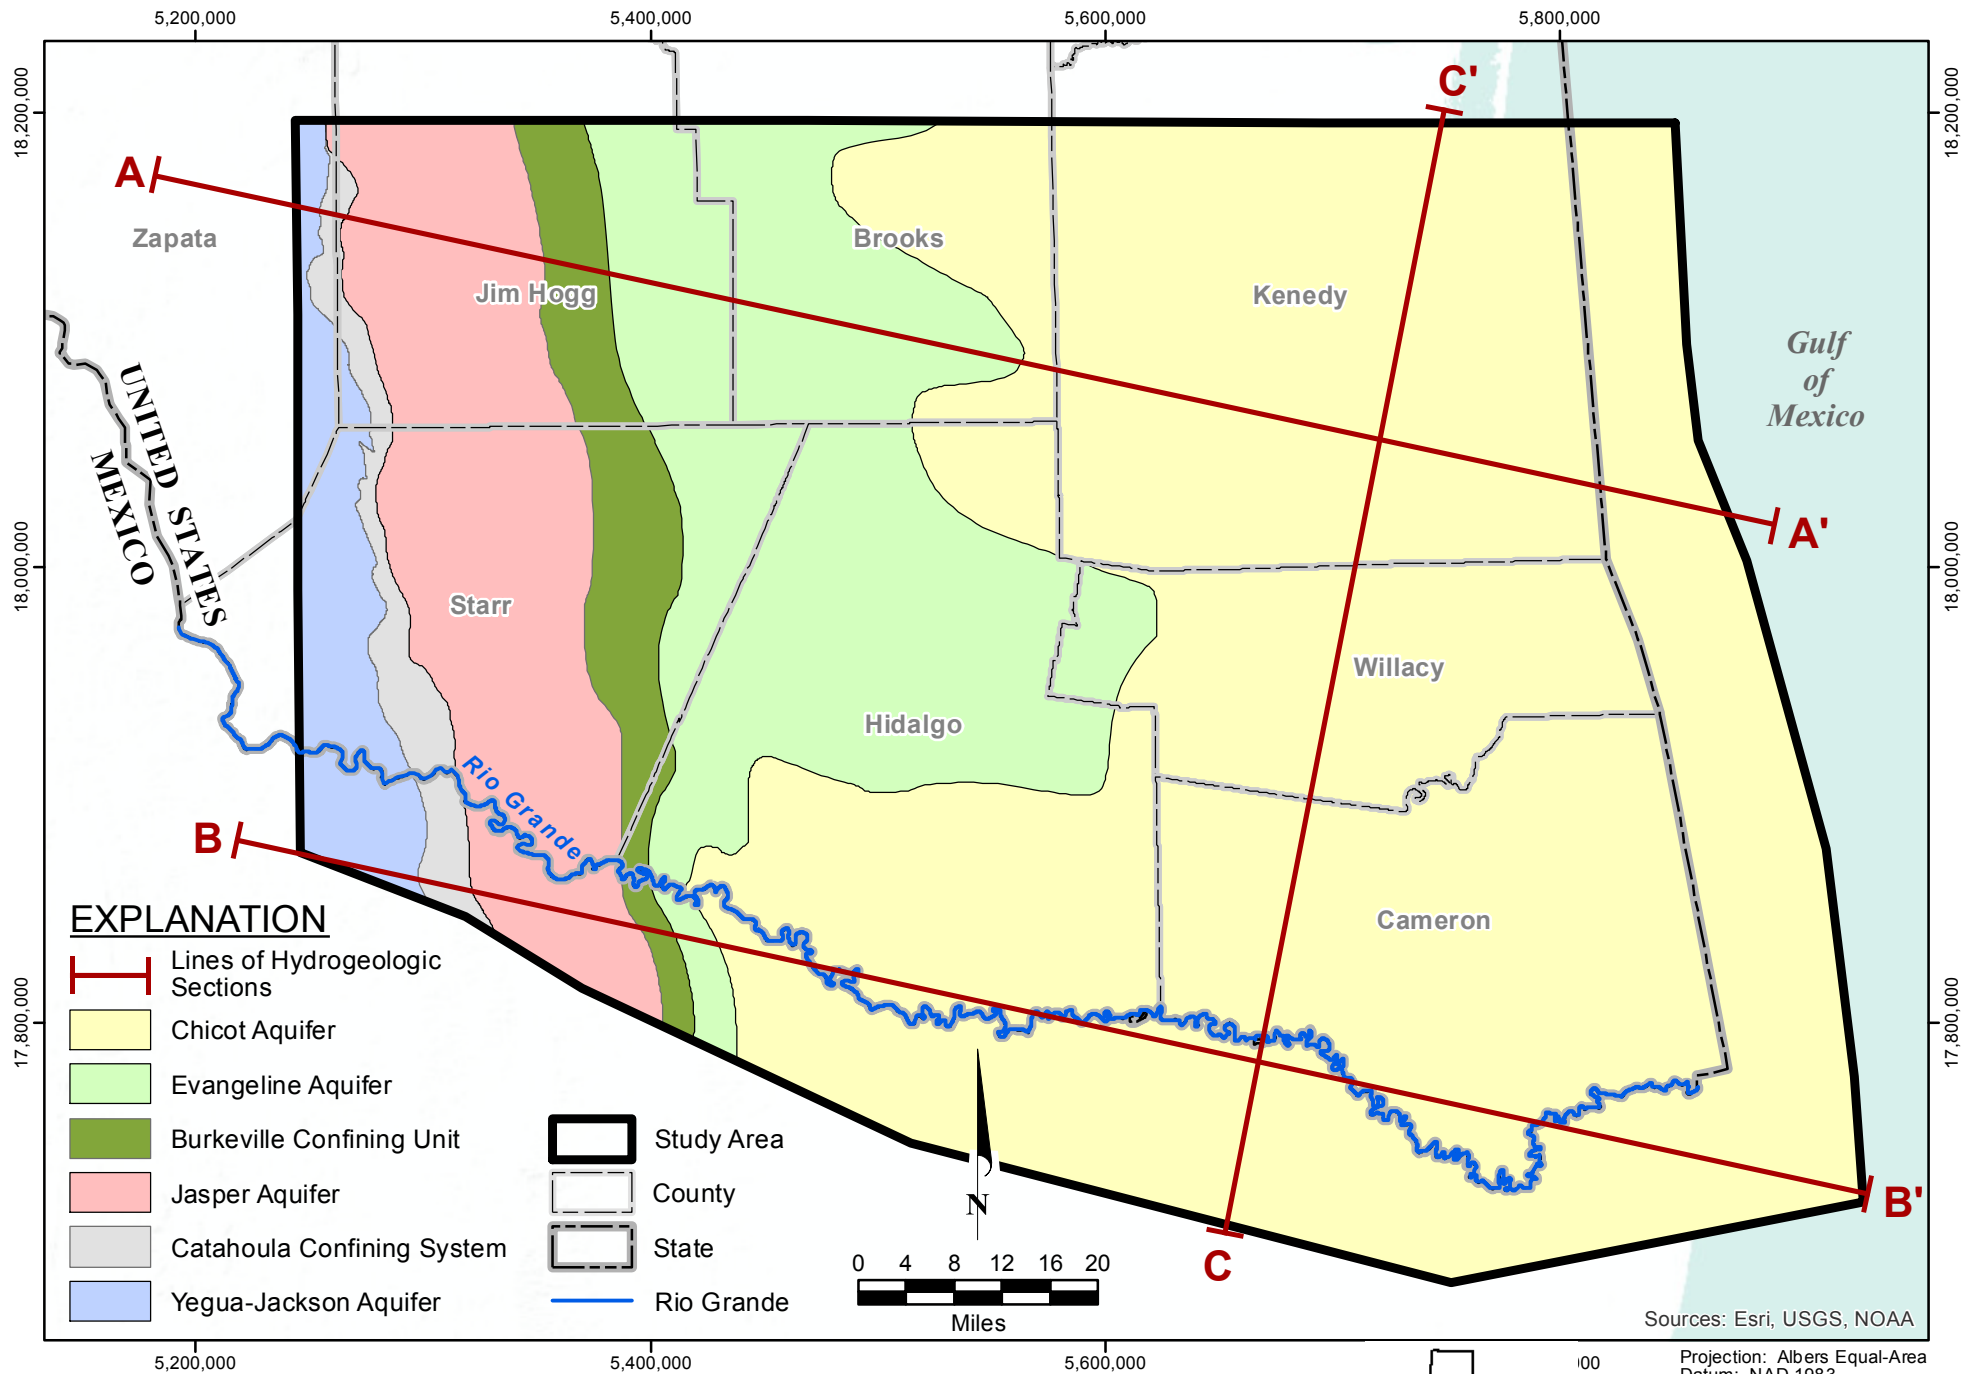 5,200,000
5,400,000
5,600,000
5,800,000
18,200,000
18,200,000
C'
A
Zapata
Brooks
Jim Hogg
Kenedy
Gulf
of
Mexico
UNITED STATES
MEXICO
A'
18,000,000
18,000,000
Starr
Willacy
Hidalgo
Rio Grande
B
Cameron
EXPLANATION
Lines of Hydrogeologic
Sections
Chicot Aquifer
17,800,000
17,800,000
Evangeline Aquifer
Burkeville Confining Unit
Study Area
Jasper Aquifer
County
N
B'
Catahoula Confining System
State
C
0 4 8 12 16 20
Yegua-Jackson Aquifer
Rio Grande
Miles
Sources: Esri, USGS, NOAA
5,200,000
5,400,000
5,600,000
Projection: Albers Equal-Area
Datum: NAD 1983